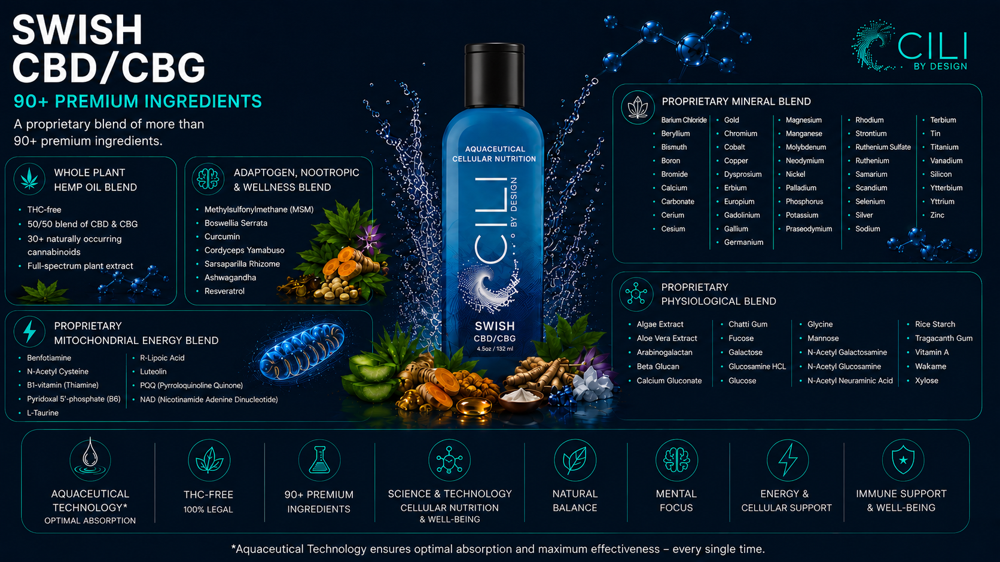 SWISH
CBD/CBG
90+ PREMIUM INGREDIENTS
A proprietary blend of more than
90+ premium ingredients.
WHOLE PLANT
HEMP OIL BLEND
• THC-free
• 50/50 blend of CBD & CBG
• 30+ naturally occurring
cannabinoids
• Full-spectrum plant extract
ADAPTOGEN, NOOTROPIC
& WELLNESS BLEND
• Methylsulfonylmethane (MSM)
• Boswellia Serrata
• Curcumin
• Cordyceps Yamabuso
• Sarsaparilla Rhizome
• Ashwagandha
• Resveratrol
PROPRIETARY
MITOCHONDRIAL ENERGY BLEND
• Benfotiamine
• N-Acetyl Cysteine
• B1-vitamin (Thiamine)
• Pyridoxal 5'-phosphate (B6)
• L-Taurine
• R-Lipoic Acid
• Luteolin
• PQQ (Pyrroloquinoline Quinone)
• NAD (Nicotinamide Adenine Dinucleotide)
AQUACEUTICAL
CELLULAR NUTRITION
CILI
BY DESIGN
SWISH
CBD/CBG
4.5oz / 132 ml
CILI
BY DESIGN
PROPRIETARY MINERAL BLEND
Barium Chloride
• Beryllium
• Bismuth
• Boron
• Bromide
• Calcium
• Carbonate
• Cerium
• Cesium
• Gold
• Chromium
• Cobalt
• Copper
• Dysprosium
• Erbium
• Europium
• Gadolinium
• Gallium
• Germanium
• Magnesium
• Manganese
• Molybdenum
• Neodymium
• Nickel
• Palladium
• Phosphorus
• Potassium
• Praseodymium
• Rhodium
• Strontium
• Ruthenium Sulfate
• Ruthenium
• Samarium
• Scandium
• Selenium
• Silver
• Sodium
• Terbium
• Tin
• Titanium
• Vanadium
• Silicon
• Ytterbium
• Yttrium
• Zinc
PROPRIETARY
PHYSIOLOGICAL BLEND
• Algae Extract
• Aloe Vera Extract
• Arabinogalactan
• Beta Glucan
• Calcium Gluconate
• Chatti Gum
• Fucose
• Galactose
• Glucosamine HCL
• Glucose
• Glycine
• Mannose
• N-Acetyl Galactosamine
• N-Acetyl Glucosamine
• N-Acetyl Neuraminic Acid
• Rice Starch
• Tragacanth Gum
• Vitamin A
• Wakame
• Xylose
AQUACEUTICAL
TECHNOLOGY*
OPTIMAL ABSORPTION
THC-FREE
100% LEGAL
90+ PREMIUM
INGREDIENTS
SCIENCE & TECHNOLOGY
CELLULAR NUTRITION
& WELL-BEING
NATURAL
BALANCE
MENTAL
FOCUS
ENERGY &
CELLULAR SUPPORT
IMMUNE SUPPORT
& WELL-BEING
*Aquaceutical Technology ensures optimal absorption and maximum effectiveness – every single time.